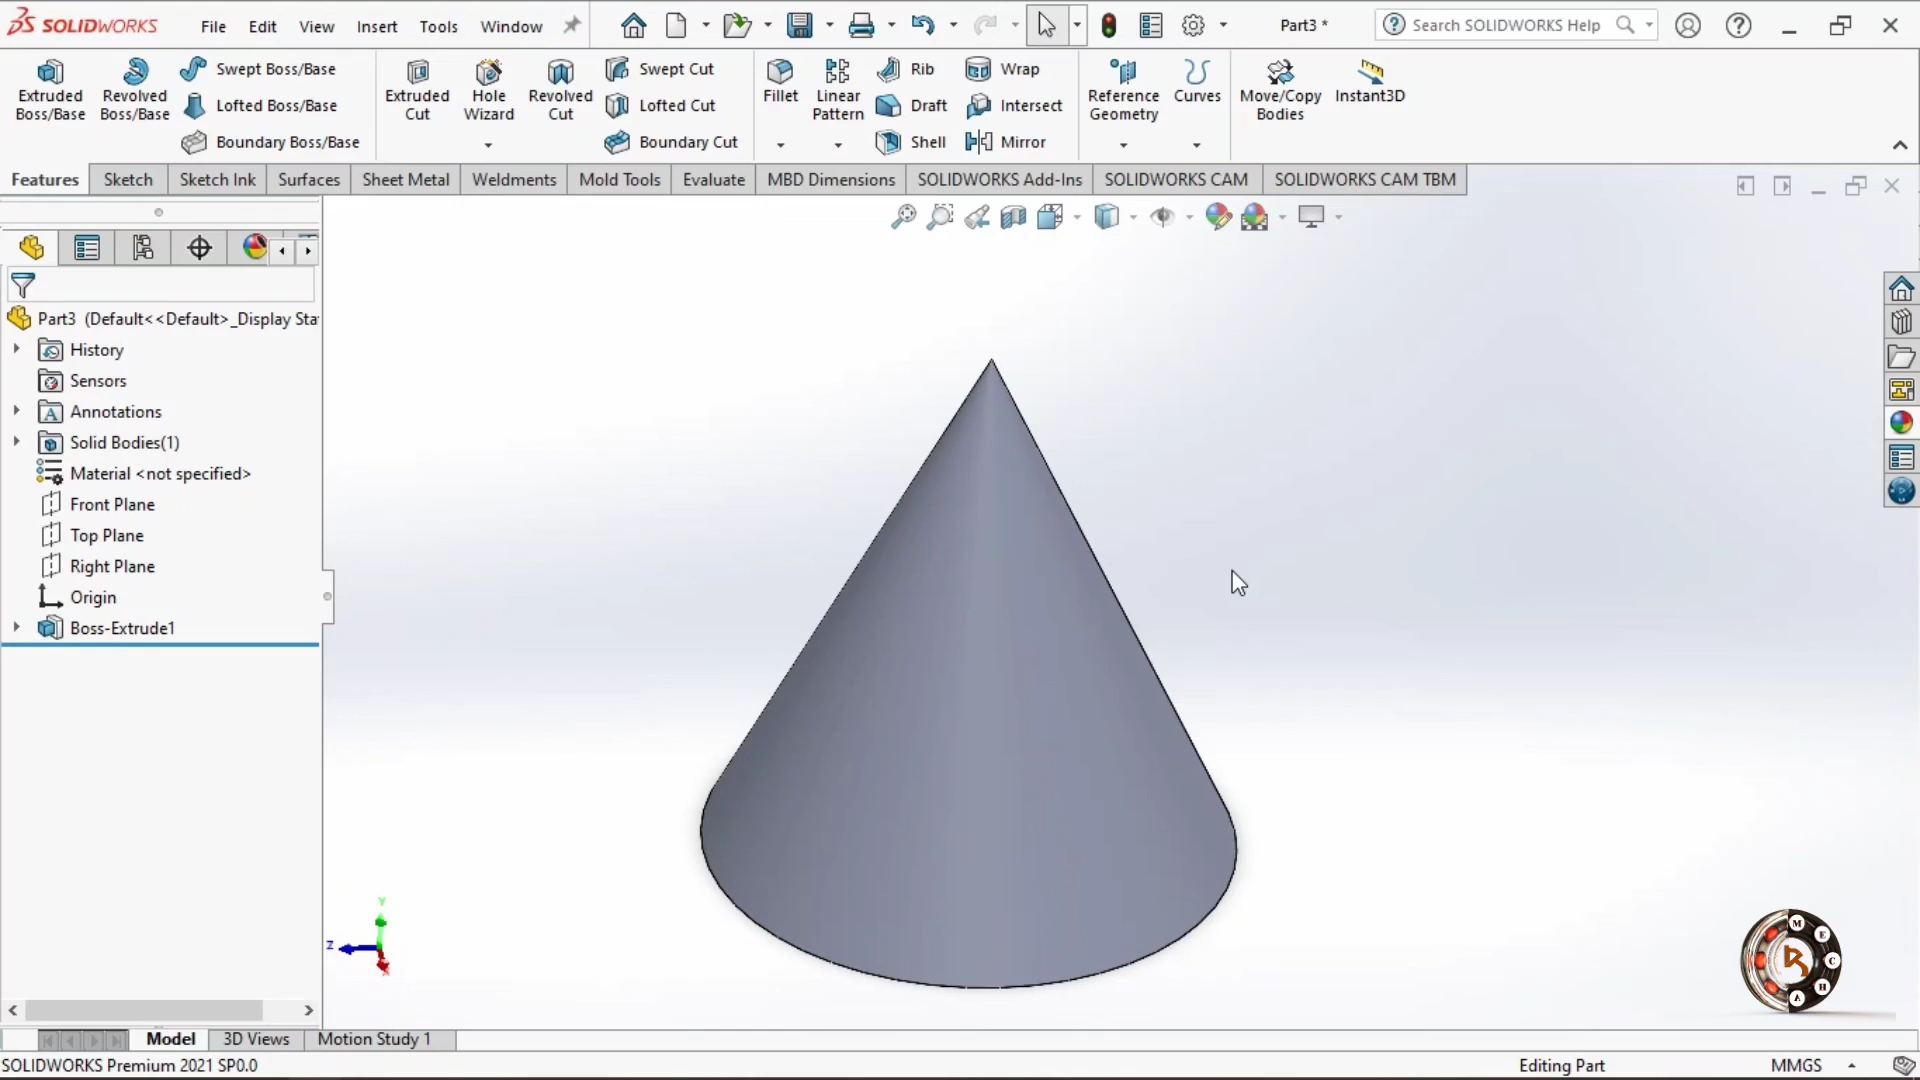 SOLIDWORKS File Edit View Insert Tools Window Part3 * Search SOLIDWORKS Help
Extruded Boss/Base
Revolved Boss/Base
Swept Boss/Base
Lofted Boss/Base
Boundary Boss/Base
Extruded Cut
Hole Wizard
Revolved Cut
Swept Cut
Lofted Cut
Boundary Cut
Fillet
Linear Pattern
Rib
Draft
Shell
Wrap
Intersect
Mirror
Reference Geometry
Curves
Move/Copy Bodies
Instant3D
Features Sketch Sketch Ink Surfaces Sheet Metal Weldments Mold Tools Evaluate MBD Dimensions SOLIDWORKS Add-Ins SOLIDWORKS CAM SOLIDWORKS CAM TBM
Part3 (Default<<Default>_Display Sta
History
Sensors
A Annotations
Solid Bodies(1)
Material <not specified>
Front Plane
Top Plane
Right Plane
Origin
Boss-Extrude1
Y
Z
X
M E C H A
Model 3D Views Motion Study 1
SOLIDWORKS Premium 2021 SP0.0 Editing Part MMGS